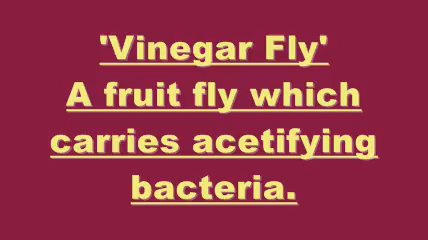 'Vinegar Fly'
A fruit fly which
carries acetifying
bacteria.